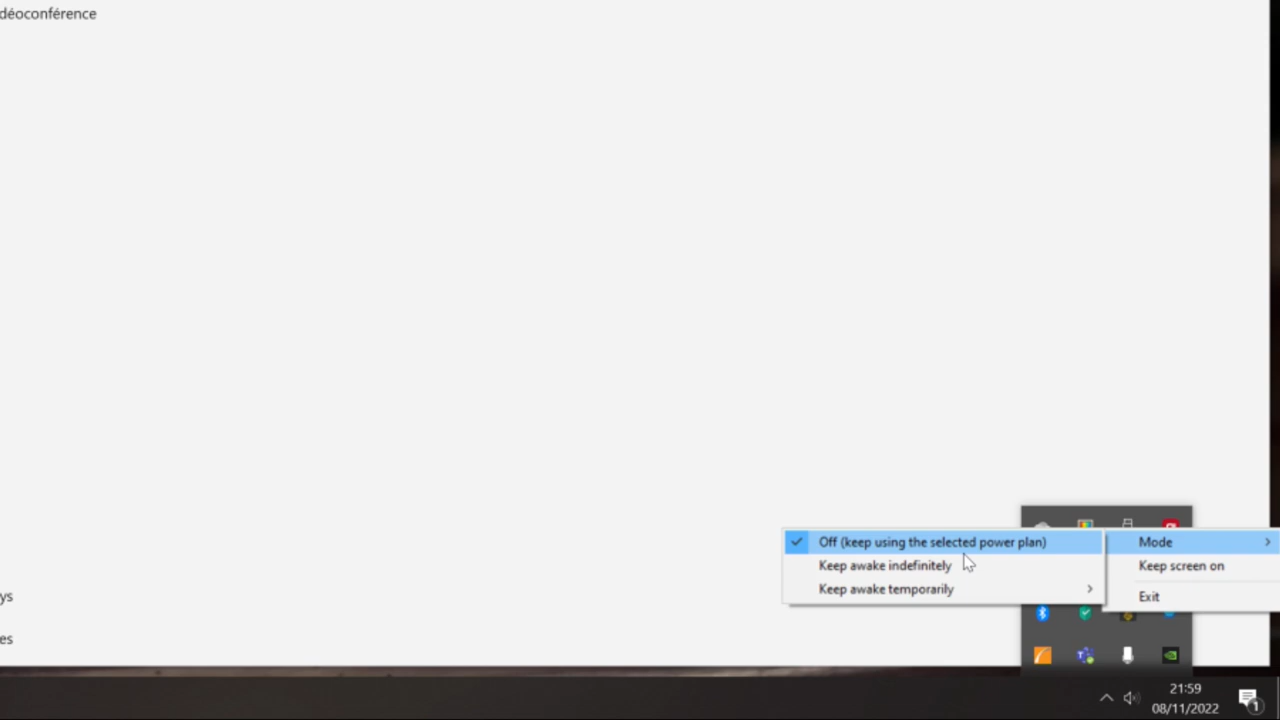 déoconférence
Off (keep using the selected power plan)
Keep awake indefinitely
Keep awake temporarily
Mode
Keep screen on
Exit
ys
es
21:59
08/11/2022
1